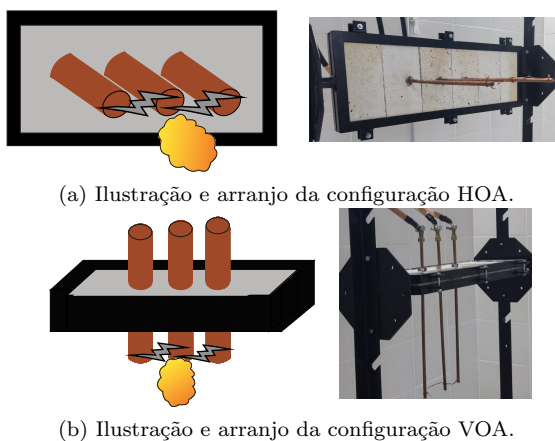 (a) Ilustração e arranjo da configuração HOA.
(b) Ilustração e arranjo da configuração VOA.